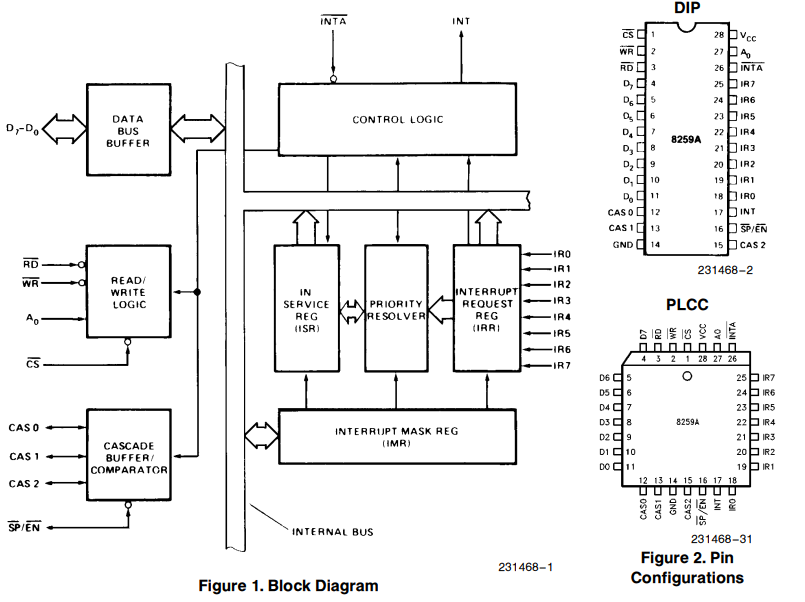 INTA
INT
CONTROL LOGIC
D7-D0
DATA
BUS
BUFFER
RD
WR
A0
CS
READ/
WRITE
LOGIC
IN
SERVICE
REG
(ISR)
PRIORITY
RESOLVER
INTERRUPT
REQUEST
REG
(IRR)
IR0
IR1
IR2
IR3
IR4
IR5
IR6
IR7
CAS 0
CAS 1
CAS 2
SP/EN
CASCADE
BUFFER/
COMPARATOR
INTERRUPT MASK REG
(IMR)
INTERNAL BUS
231468-1
Figure 1. Block Diagram
DIP
CS 1 28 VCC
WR 2 27 A0
RD 3 26 INTA
D7 4 25 IR7
D6 5 24 IR6
D5 6 23 IR5
D4 7 22 IR4
8259A
D3 8 21 IR3
D2 9 20 IR2
D1 10 19 IR1
D0 11 18 IR0
CAS 0 12 17 INT
CAS 1 13 16 SP/EN
GND 14 15 CAS 2
231468-2
PLCC
D7 RD WR CS VCC A0 INTA
4 3 2 1 28 27 26
D6 5 25 IR7
D5 6 24 IR6
D4 7 23 IR5
D3 8 8259A 22 IR4
D2 9 21 IR3
D1 10 20 IR2
D0 11 19 IR1
12 13 14 15 16 17 18
CAS0 CAS1 GND CAS2 SP/EN INT IR0
231468-31
Figure 2. Pin
Configurations